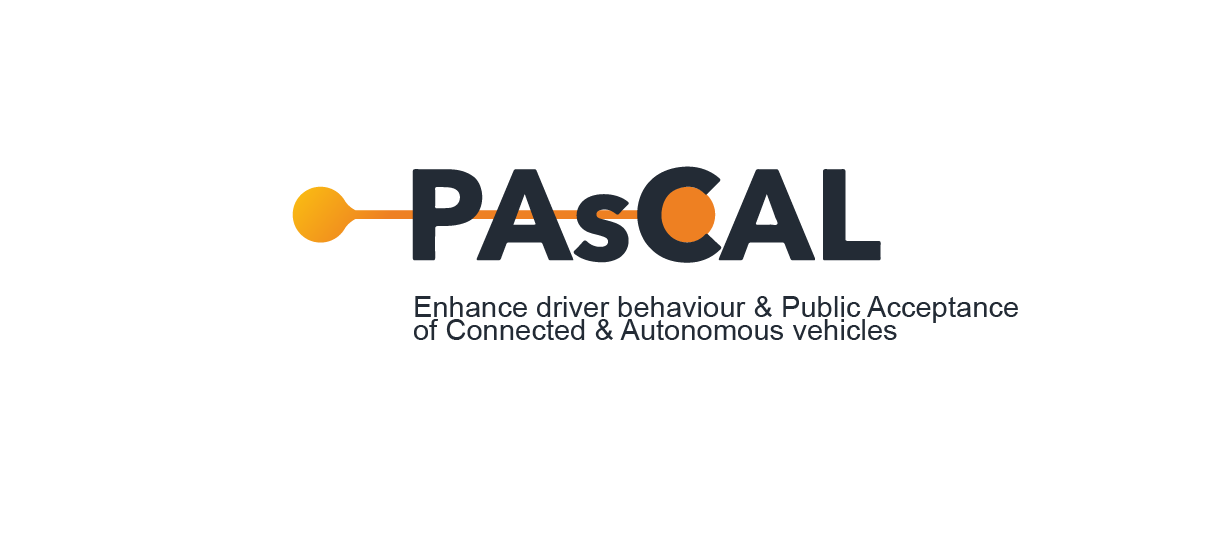 PAsCAL
Enhance driver behaviour & Public Acceptance
of Connected & Autonomous vehicles